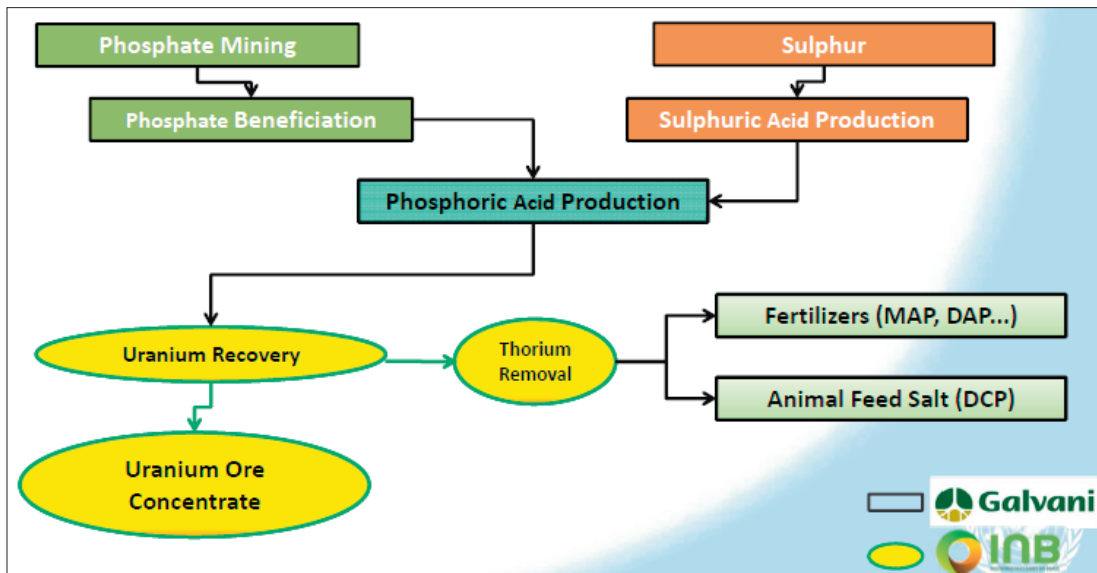 Phosphate Mining
Sulphur
Phosphate Beneficiation
Sulphuric Acid Production
Phosphoric Acid Production
Uranium Recovery
Thorium
Removal
Fertilizers (MAP, DAP...)
Animal Feed Salt (DCP)
Uranium Ore
Concentrate
Galvani
INB